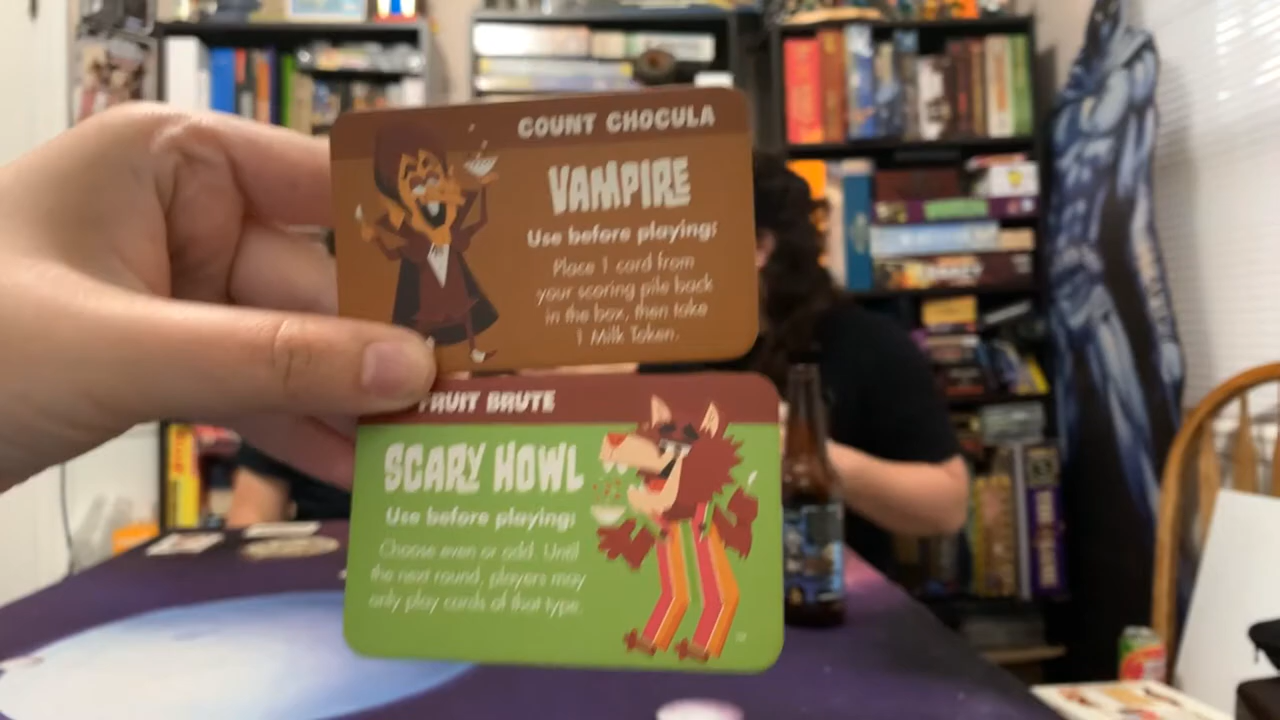 COUNT CHOCULA
VAMPIRE
Use before playing:
Place 1 card from
your scoring pile back
in the box, then take
1 Milk Token.
FRUIT BRUTE
SCARY HOWL
Use before playing:
Choose even or odd. Until
the next round, players may
only play cards of that type.